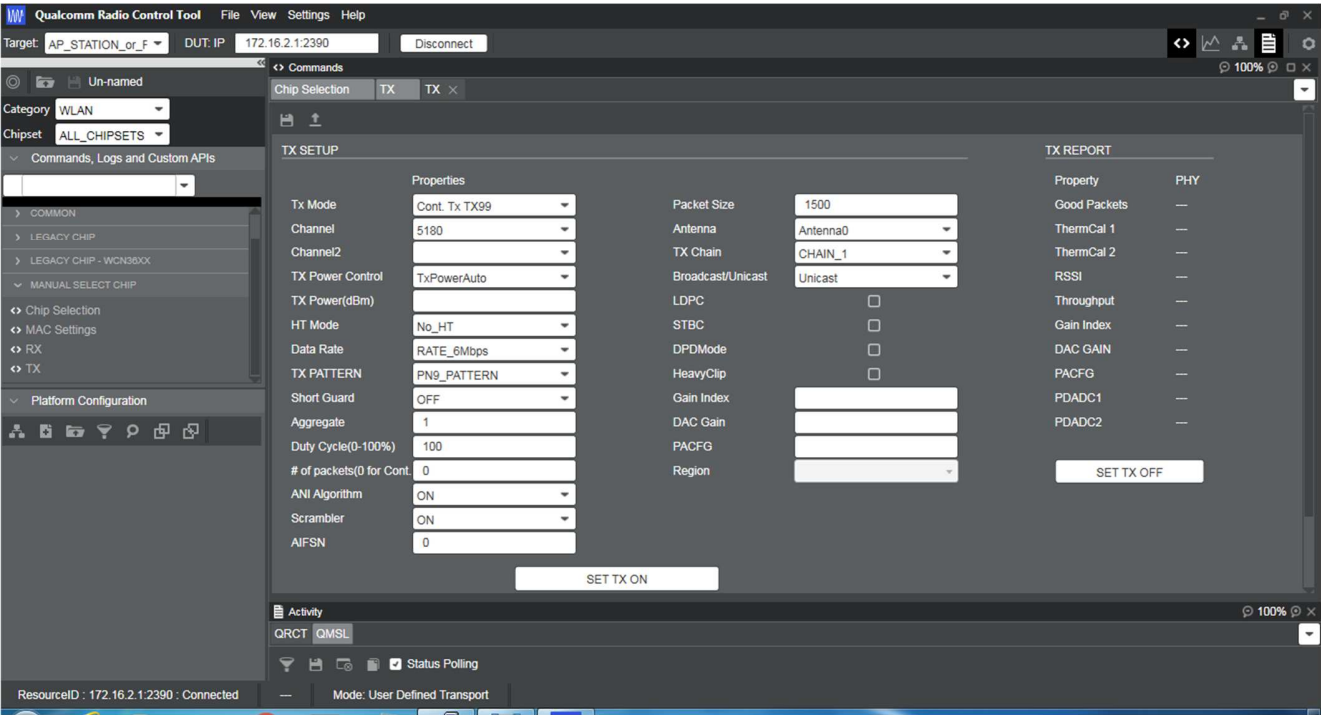 Qualcomm Radio Control Tool File View Settings Help
Target: AP_STATION_or_F DUT: IP 172.16.2.1:2390 Disconnect
Commands 100%
Un-named
Chip Selection TX TX
Category WLAN
Chipset ALL_CHIPSETS
Commands, Logs and Custom APIs
COMMON
LEGACY CHIP
LEGACY CHIP - WCN36XX
MANUAL SELECT CHIP
Chip Selection
MAC Settings
RX
TX
Platform Configuration
TX SETUP
Properties
Tx Mode Cont. Tx TX99
Channel 5180
Channel2
TX Power Control TxPowerAuto
TX Power(dBm)
HT Mode No_HT
Data Rate RATE_6Mbps
TX PATTERN PN9_PATTERN
Short Guard OFF
Aggregate 1
Duty Cycle(0-100%) 100
# of packets(0 for Cont. 0
ANI Algorithm ON
Scrambler ON
AIFSN 0
Packet Size 1500
Antenna Antenna0
TX Chain CHAIN_1
Broadcast/Unicast Unicast
LDPC
STBC
DPDMode
HeavyClip
Gain Index
DAC Gain
PACFG
Region
SET TX ON
TX REPORT
Property PHY
Good Packets ---
ThermCal 1 ---
ThermCal 2 ---
RSSI ---
Throughput ---
Gain Index ---
DAC GAIN ---
PACFG ---
PDADC1 ---
PDADC2 ---
SET TX OFF
Activity 100%
QRCT QMSL
Status Polling
ResourceID : 172.16.2.1:2390 : Connected --- Mode: User Defined Transport